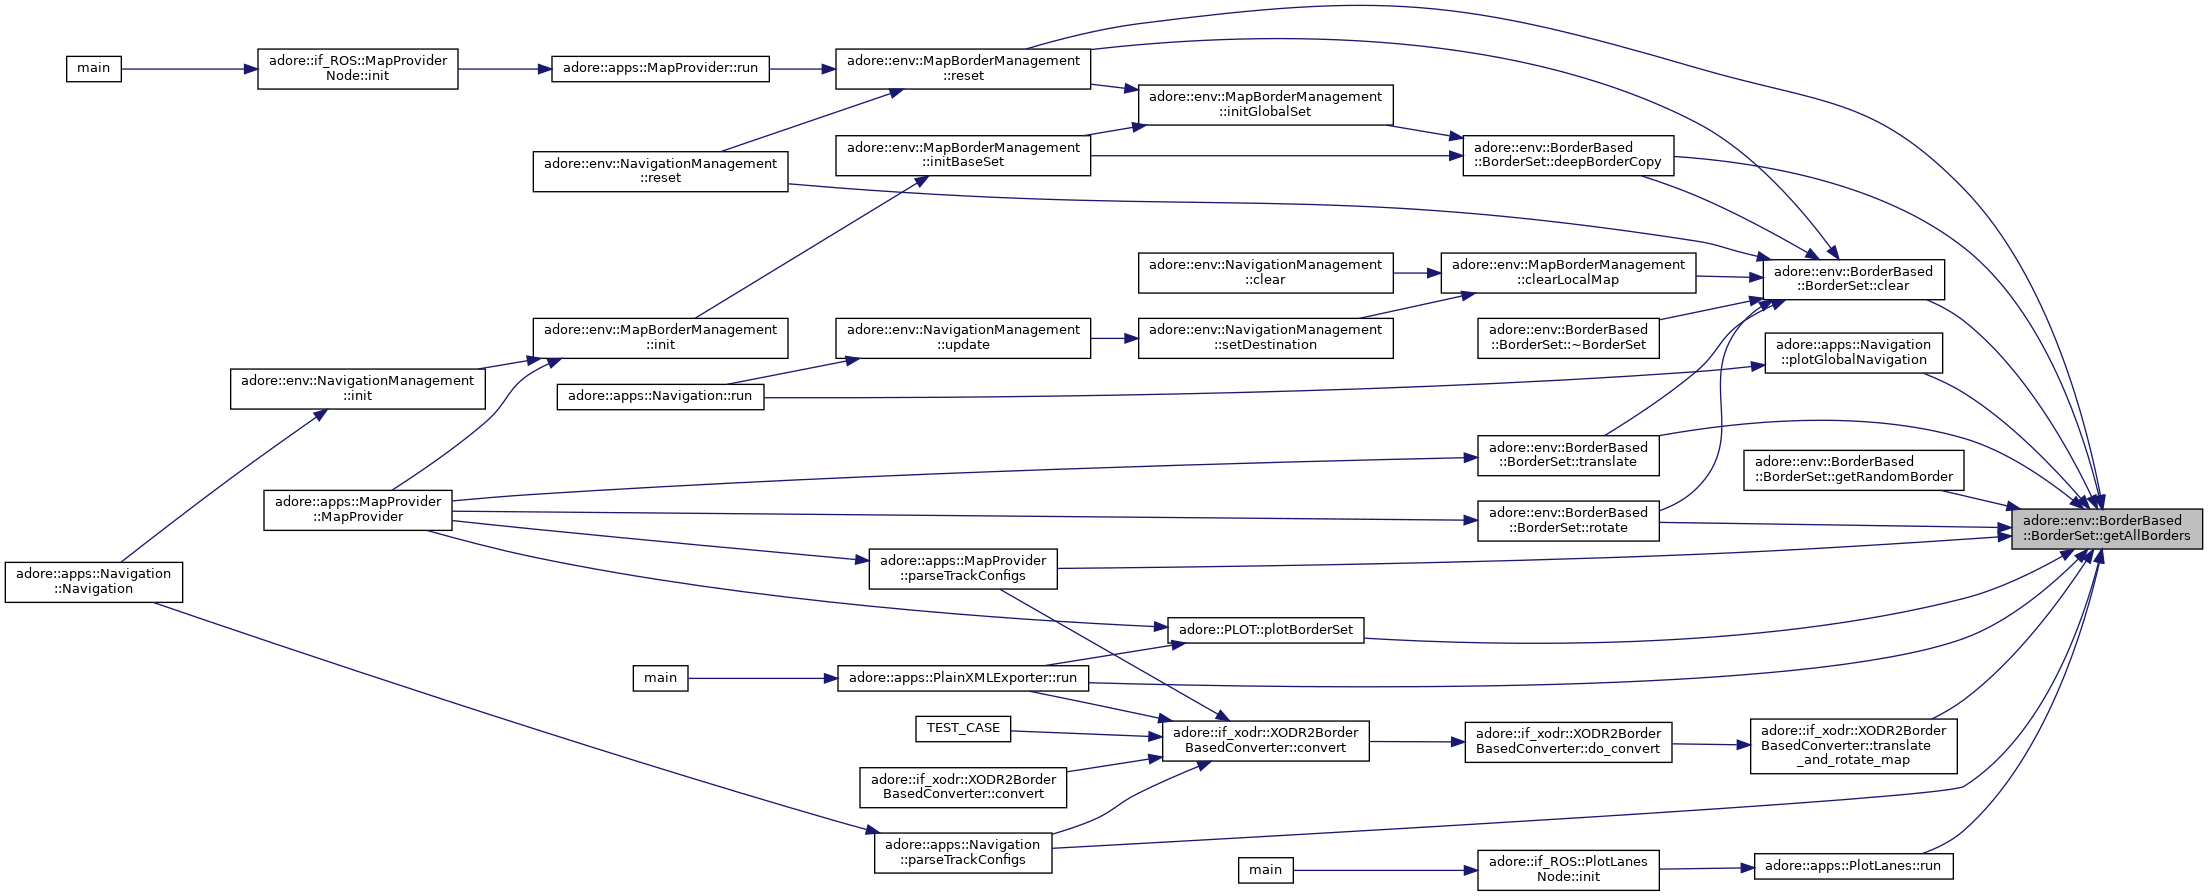 main
adore::if_ROS::MapProvider
Node::init
adore::apps::MapProvider::run
adore::env::MapBorderManagement
::reset
adore::env::MapBorderManagement
::initGlobalSet
adore::env::MapBorderManagement
::initBaseSet
adore::env::BorderBased
::BorderSet::deepBorderCopy
adore::env::NavigationManagement
::reset
adore::env::NavigationManagement
::clear
adore::env::MapBorderManagement
::clearLocalMap
adore::env::BorderBased
::BorderSet::clear
adore::env::MapBorderManagement
::init
adore::env::NavigationManagement
::update
adore::env::NavigationManagement
::setDestination
adore::env::BorderBased
::BorderSet::~BorderSet
adore::apps::Navigation
::plotGlobalNavigation
adore::env::NavigationManagement
::init
adore::apps::Navigation::run
adore::env::BorderBased
::BorderSet::translate
adore::env::BorderBased
::BorderSet::getRandomBorder
adore::apps::MapProvider
::MapProvider
adore::env::BorderBased
::BorderSet::rotate
adore::env::BorderBased
::BorderSet::getAllBorders
adore::apps::MapProvider
::parseTrackConfigs
adore::apps::Navigation
::Navigation
adore::PLOT::plotBorderSet
main
adore::apps::PlainXMLExporter::run
TEST_CASE
adore::if_xodr::XODR2Border
BasedConverter::convert
adore::if_xodr::XODR2Border
BasedConverter::do_convert
adore::if_xodr::XODR2Border
BasedConverter::translate
_and_rotate_map
adore::if_xodr::XODR2Border
BasedConverter::convert
adore::apps::Navigation
::parseTrackConfigs
main
adore::if_ROS::PlotLanes
Node::init
adore::apps::PlotLanes::run